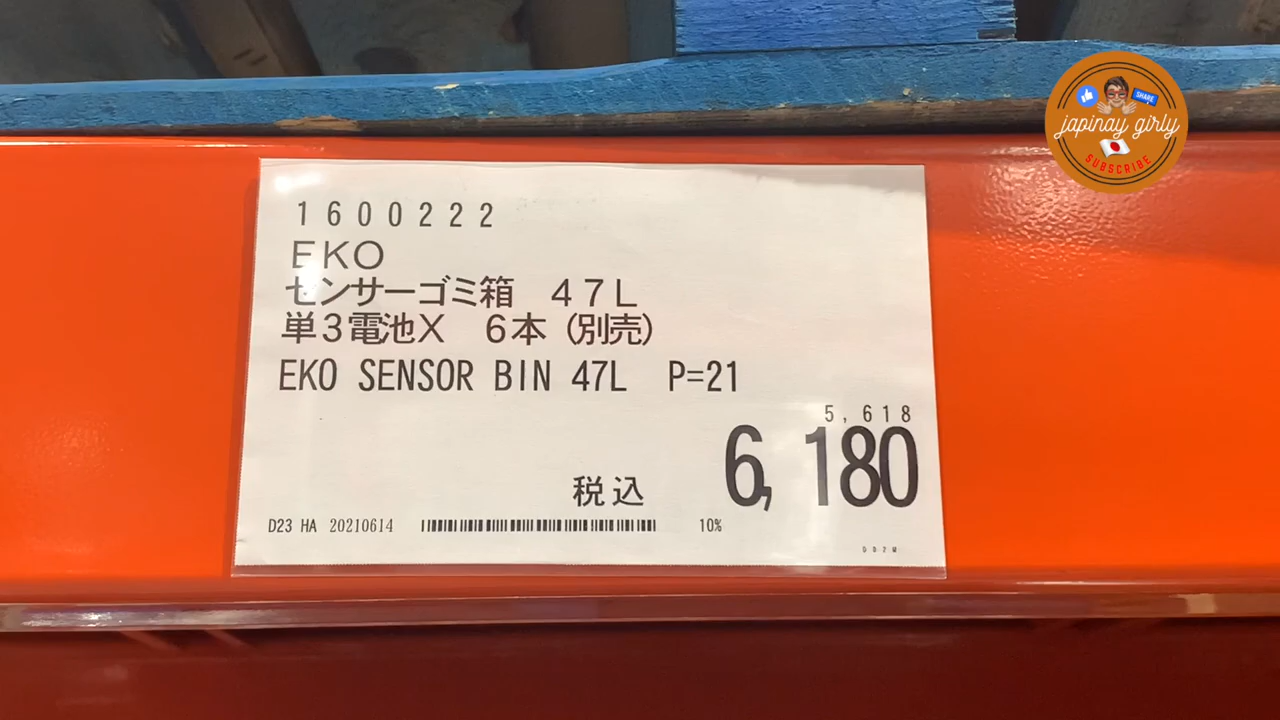 1600222
EKO
センサーゴミ箱　47L
単3電池X　6本（別売）
EKO SENSOR BIN 47L P=21
5,618
税込 6,180
D23 HA 20210614 10%
D02M
SHARE
japinay girly
SUBSCRIBE